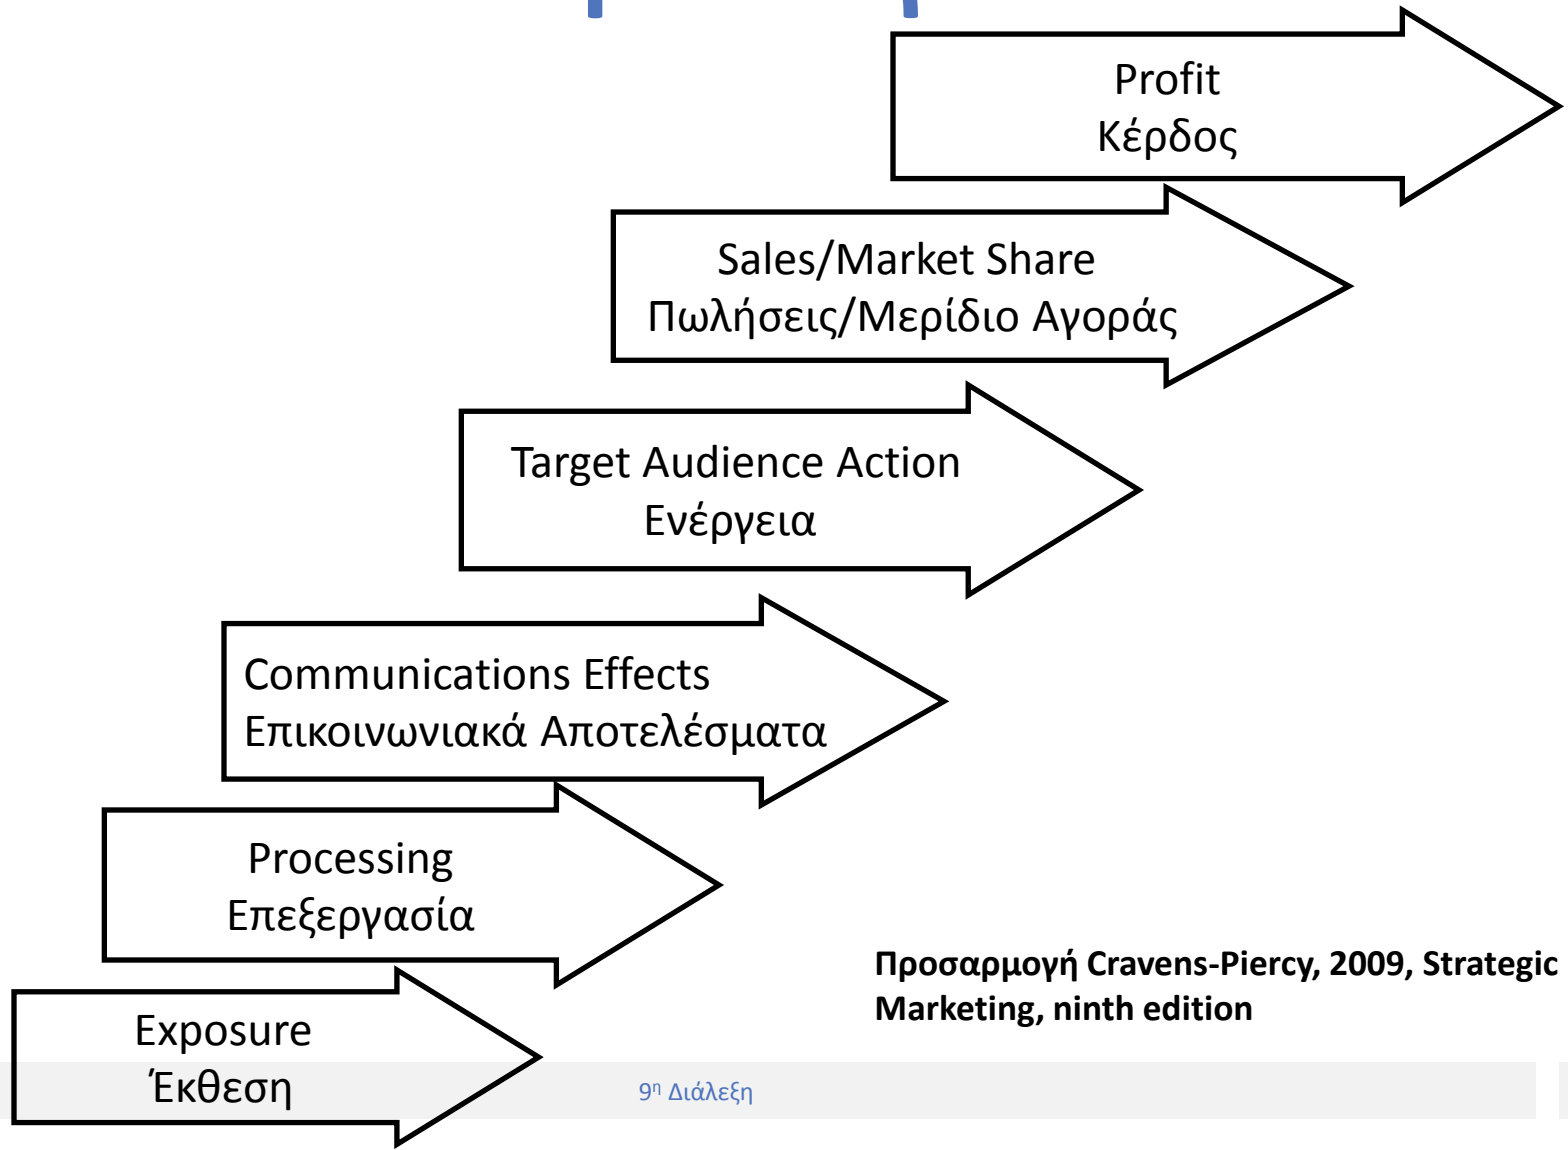 Profit
Κέρδος
Sales/Market Share
Πωλήσεις/Μερίδιο Αγοράς
Target Audience Action
Ενέργεια
Communications Effects
Επικοινωνιακά Αποτελέσματα
Processing
Επεξεργασία
Προσαρμογή Cravens-Piercy, 2009, Strategic
Marketing, ninth edition
Exposure
Έκθεση
9η Διάλεξη